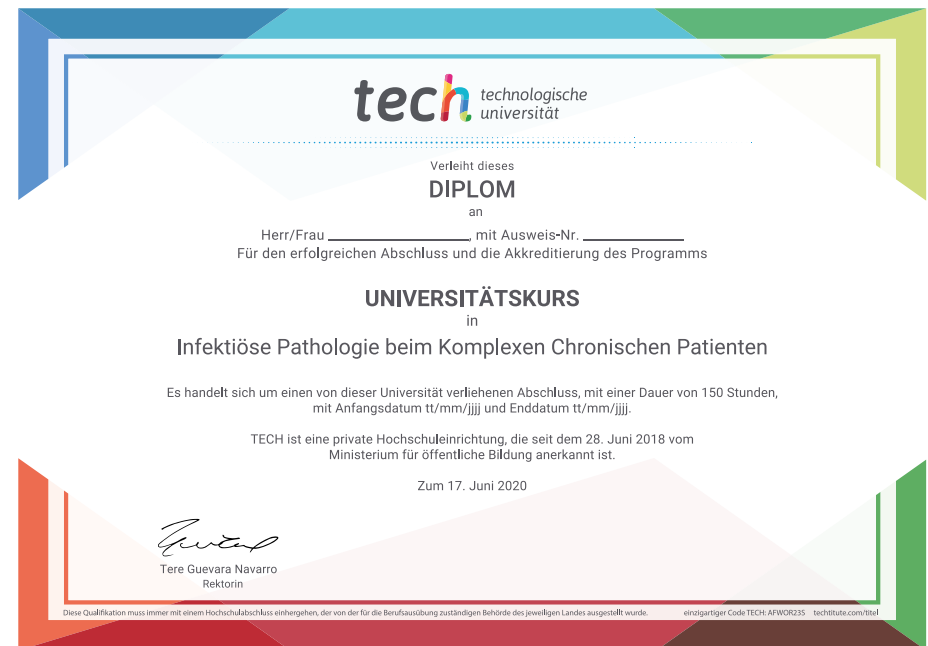 tech technologische
universität
Verleiht dieses
DIPLOM
an
Herr/Frau ____________________, mit Ausweis-Nr. ______________
Für den erfolgreichen Abschluss und die Akkreditierung des Programms
UNIVERSITÄTSKURS
in
Infektiöse Pathologie beim Komplexen Chronischen Patienten
Es handelt sich um einen von dieser Universität verliehenen Abschluss, mit einer Dauer von 150 Stunden,
mit Anfangsdatum tt/mm/jjjj und Enddatum tt/mm/jjjj.
TECH ist eine private Hochschuleinrichtung, die seit dem 28. Juni 2018 vom
Ministerium für öffentliche Bildung anerkannt ist.
Zum 17. Juni 2020
Tere Guevara Navarro
Rektorin
Diese Qualifikation muss immer mit einem Hochschulabschluss einhergehen, der von der für die Berufsausübung zuständigen Behörde des jeweiligen Landes ausgestellt wurde. einzigartiger Code TECH: AFWOR23S techtitute.com/titel